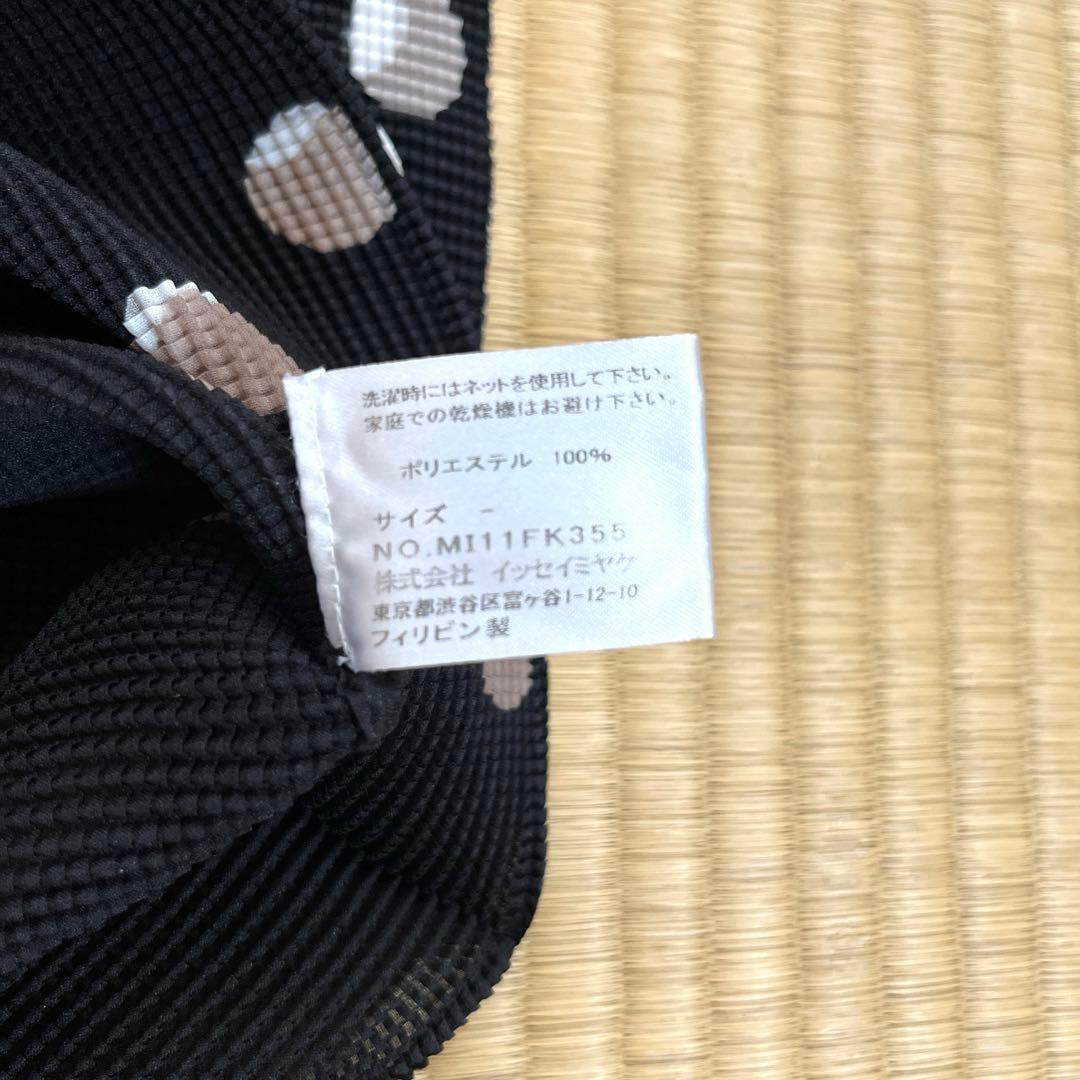 洗濯時にはネットを使用して下さい。
家庭での乾燥機はお避け下さい。
ポリエステル 100%
サイズ -
NO.MI11FK355
株式会社 イッセイミヤケ
東京都渋谷区富ヶ谷1-12-10
フィリピン製